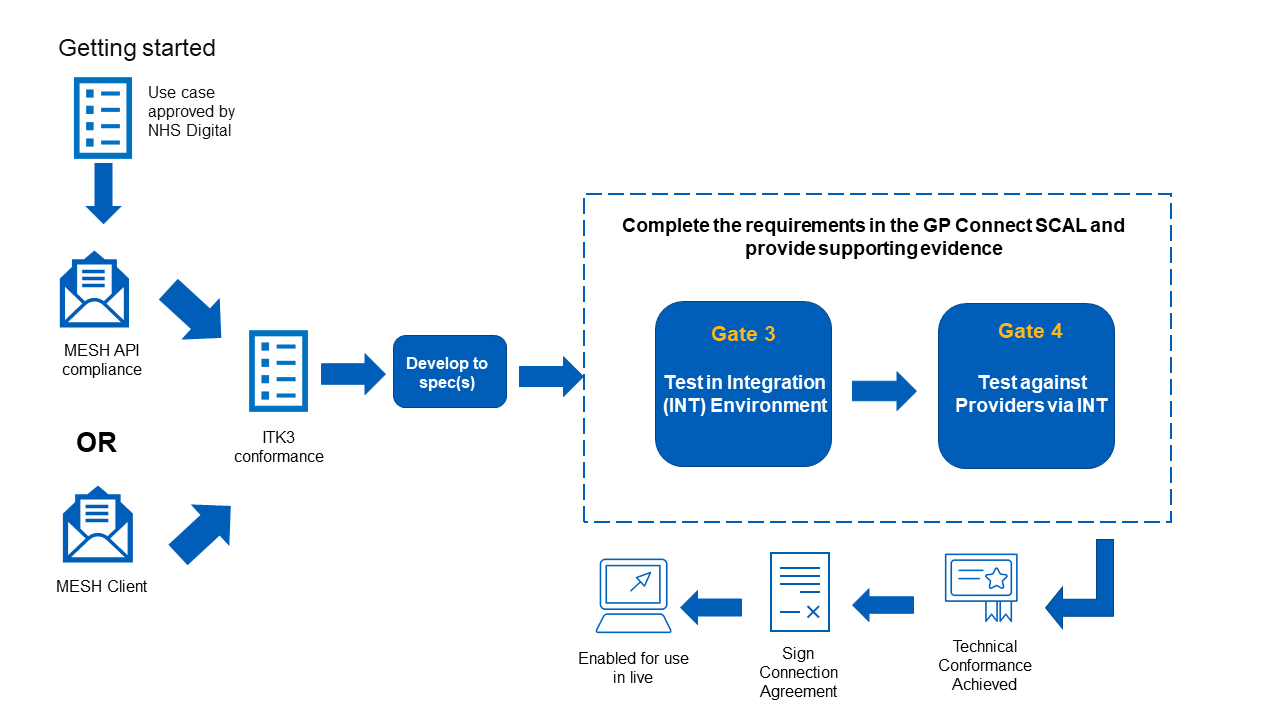 Getting started
Use case
approved by
NHS Digital
MESH API
compliance
OR
MESH Client
ITK3
conformance
Develop to
spec(s)
Complete the requirements in the GP Connect SCAL and
provide supporting evidence
Gate 3
Test in Integration
(INT) Environment
Gate 4
Test against
Providers via INT
Technical
Conformance
Achieved
Sign
Connection
Agreement
Enabled for use
in live